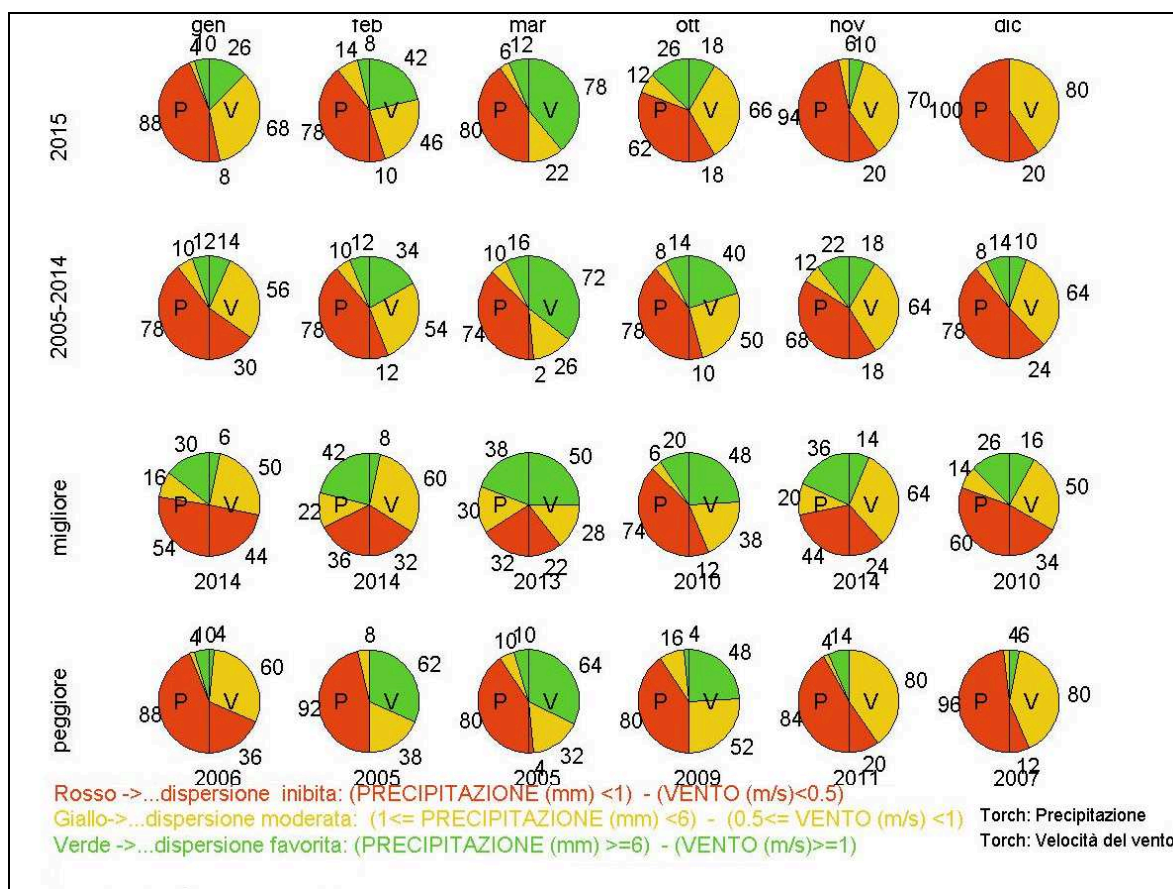 gen feb mar ott nov dic
4 10 26 14 8 42 6 12 12 26 18 6 10
78 80
P V P V P V P V P V P V
88 68 78 46 80 62 66 94 70 100
8 10 22 18 20 20
2015
10 12 14 10 12 34 10 16 8 14 40 12 22 18 8 14 10
72
P V P V P V P V P V P V
78 56 78 54 74 26 78 50 68 64 78 64
30 12 2 10 18 24
2005-2014
30 6 42 8 38 50 20 48 36 14 26 16
16 50 60 6 14 50
P V P V P V P V P V P V
54 44 22 30 28 74 38 20 64 60 34
36 32 32 22 12 44 24
2014 2014 2013 2010 2014 2010
migliore
4 10 4 8 10 10 16 4 4 14 4 6
60 62 64 48 80 80
P V P V P V P V P V P V
88 36 92 38 80 32 80 52 84 20 96 12
4
2006 2005 2005 2009 2011 2007
peggiore
Rosso ->...dispersione inibita: (PRECIPITAZIONE (mm) <1) - (VENTO (m/s)<0.5)
Giallo->...dispersione moderata: (1<= PRECIPITAZIONE (mm) <6) - (0.5<= VENTO (m/s) <1)
Verde ->...dispersione favorita: (PRECIPITAZIONE (mm) >=6) - (VENTO (m/s)>=1)
Torch: Precipitazione
Torch: Velocità del vento